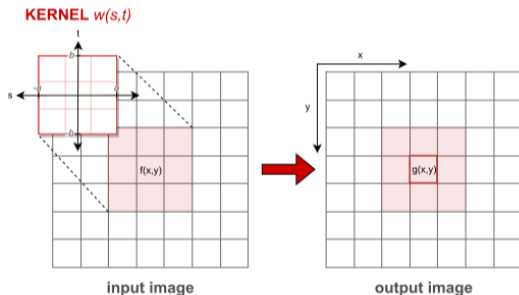 KERNEL w(s,t)
t
b
s
-a
a
-b
f(x,y)
input image
x
y
g(x,y)
output image